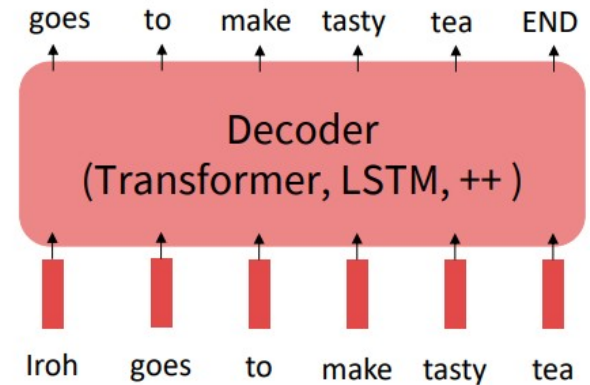 goes to make tasty tea END
Decoder
(Transformer, LSTM, ++ )
Iroh goes to make tasty tea